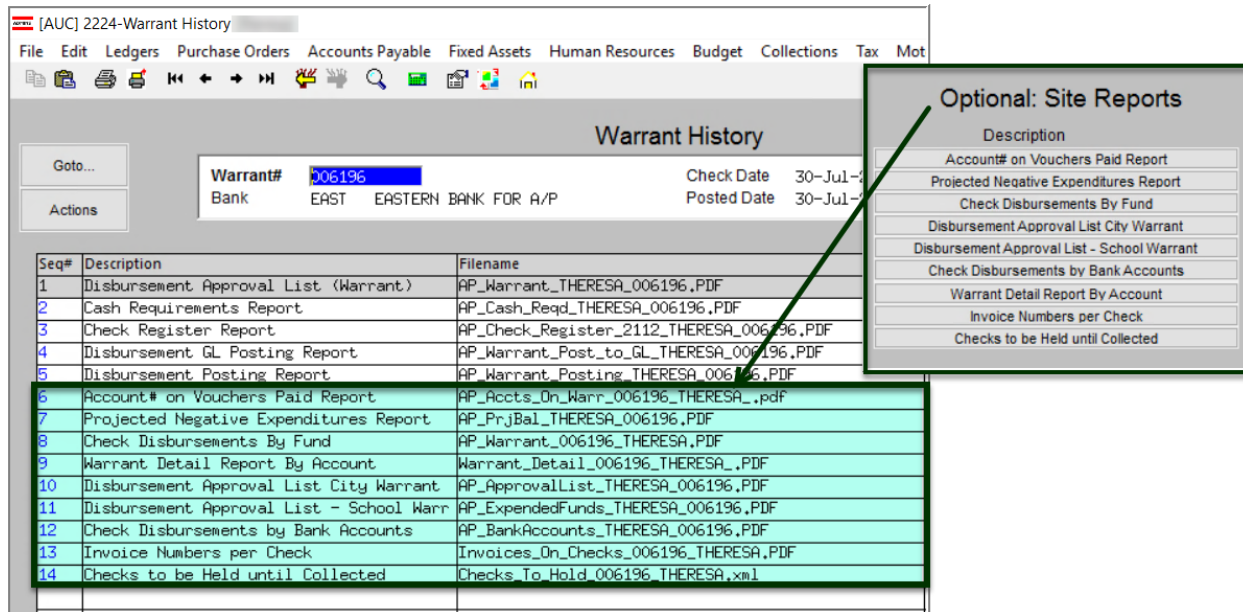 [AUC] 2224-Warrant History
File Edit Ledgers Purchase Orders Accounts Payable Fixed Assets Human Resources Budget Collections Tax Mot
Optional: Site Reports
Description
Account# on Vouchers Paid Report
Projected Negative Expenditures Report
Check Disbursements By Fund
Disbursement Approval List City Warrant
Disbursement Approval List - School Warrant
Check Disbursements by Bank Accounts
Warrant Detail Report By Account
Invoice Numbers per Check
Checks to be Held until Collected
Warrant History
Goto...
Actions
Warrant# 006196 Check Date 30-Jul-2
Bank EAST EASTERN BANK FOR A/P Posted Date 30-Jul-
Seq# Description Filename
1 Disbursement Approval List (Warrant) AP_Warrant_THERESA_006196.PDF
2 Cash Requirements Report AP_Cash_Reqd_THERESA_006196.PDF
3 Check Register Report AP_Check_Register_2112_THERESA_006196.PDF
4 Disbursement GL Posting Report AP_Warrant_Post_to_GL_THERESA_006196.PDF
5 Disbursement Posting Report AP_Warrant_Posting_THERESA_006196.PDF
6 Account# on Vouchers Paid Report AP_Accts_On_Warr_006196_THERESA_.pdf
7 Projected Negative Expenditures Report AP_PrjBal_THERESA_006196.PDF
8 Check Disbursements By Fund AP_Warrant_006196_THERESA.PDF
9 Warrant Detail Report By Account Warrant_Detail_006196_THERESA_.PDF
10 Disbursement Approval List City Warrant AP_ApprovalList_THERESA_006196.PDF
11 Disbursement Approval List - School Warr AP_ExpendedFunds_THERESA_006196.PDF
12 Check Disbursements by Bank Accounts AP_BankAccounts_THERESA_006196.PDF
13 Invoice Numbers per Check Invoices_On_Checks_006196_THERESA.PDF
14 Checks to be Held until Collected Checks_To_Hold_006196_THERESA.xml